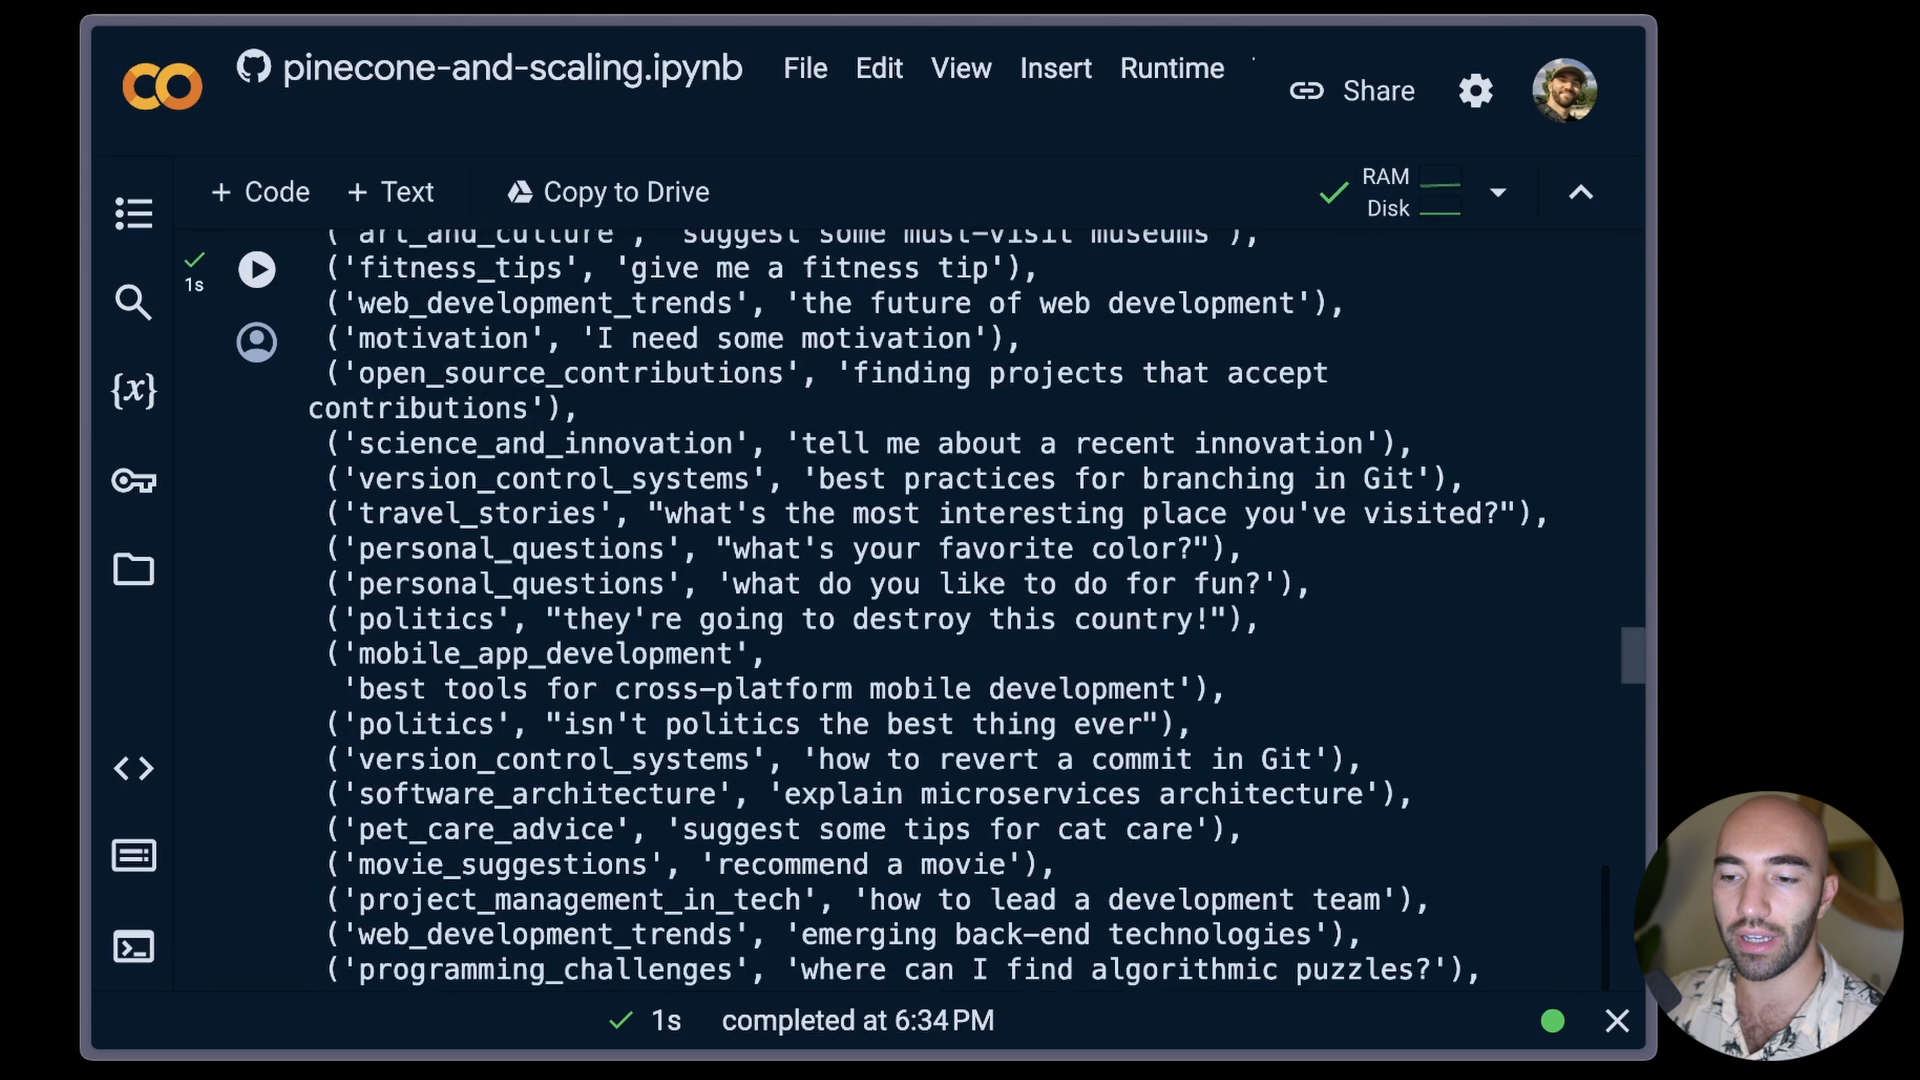 pinecone-and-scaling.ipynb File Edit View Insert Runtime
Share
+ Code + Text Copy to Drive
RAM
Disk
('art_and_culture', 'suggest some must-visit museums'),
1s
('fitness_tips', 'give me a fitness tip'),
('web_development_trends', 'the future of web development'),
('motivation', 'I need some motivation'),
('open_source_contributions', 'finding projects that accept
contributions'),
('science_and_innovation', 'tell me about a recent innovation'),
('version_control_systems', 'best practices for branching in Git'),
('travel_stories', "what's the most interesting place you've visited?"),
('personal_questions', "what's your favorite color?"),
('personal_questions', 'what do you like to do for fun?'),
('politics', "they're going to destroy this country!"),
('mobile_app_development',
'best tools for cross-platform mobile development'),
('politics', "isn't politics the best thing ever"),
('version_control_systems', 'how to revert a commit in Git'),
('software_architecture', 'explain microservices architecture'),
('pet_care_advice', 'suggest some tips for cat care'),
('movie_suggestions', 'recommend a movie'),
('project_management_in_tech', 'how to lead a development team'),
('web_development_trends', 'emerging back-end technologies'),
('programming_challenges', 'where can I find algorithmic puzzles?'),
1s completed at 6:34 PM